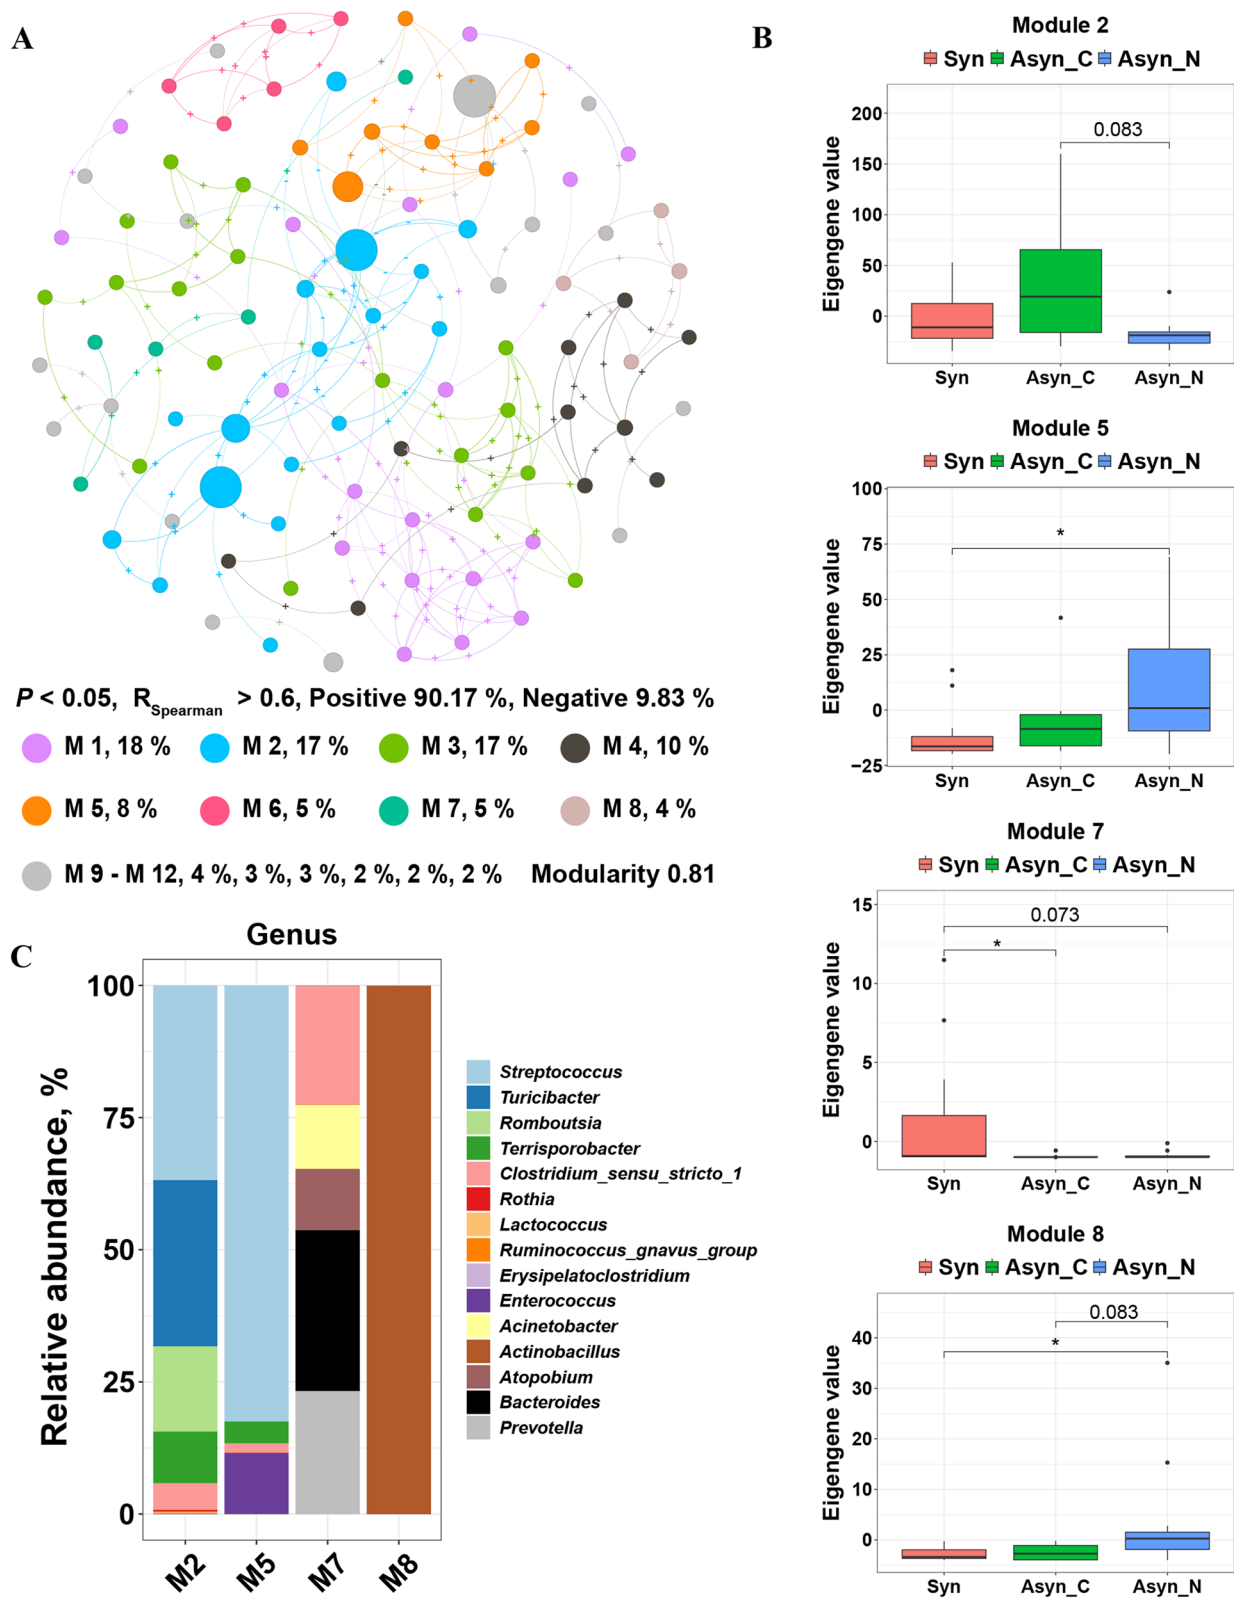 A
P < 0.05, R Spearman > 0.6, Positive 90.17 %, Negative 9.83 %
M 1, 18 % M 2, 17 % M 3, 17 % M 4, 10 %
M 5, 8 % M 6, 5 % M 7, 5 % M 8, 4 %
M 9 - M 12, 4 %, 3 %, 3 %, 2 %, 2 %, 2 % Modularity 0.81
B
Module 2
Syn Asyn_C Asyn_N
Eigengene value
200
150
100
50
0
0.083
Syn Asyn_C Asyn_N
Module 5
Syn Asyn_C Asyn_N
Eigengene value
100
75
50
25
0
−25
*
Syn Asyn_C Asyn_N
Module 7
Syn Asyn_C Asyn_N
Eigengene value
15
10
5
0
0.073
*
Syn Asyn_C Asyn_N
Module 8
Syn Asyn_C Asyn_N
Eigengene value
40
30
20
10
0
0.083
*
Syn Asyn_C Asyn_N
C
Genus
Relative abundance, %
100
75
50
25
0
M2 M5 M7 M8
Streptococcus
Turicibacter
Romboutsia
Terrisporobacter
Clostridium_sensu_stricto_1
Rothia
Lactococcus
Ruminococcus_gnavus_group
Erysipelatoclostridium
Enterococcus
Acinetobacter
Actinobacillus
Atopobium
Bacteroides
Prevotella